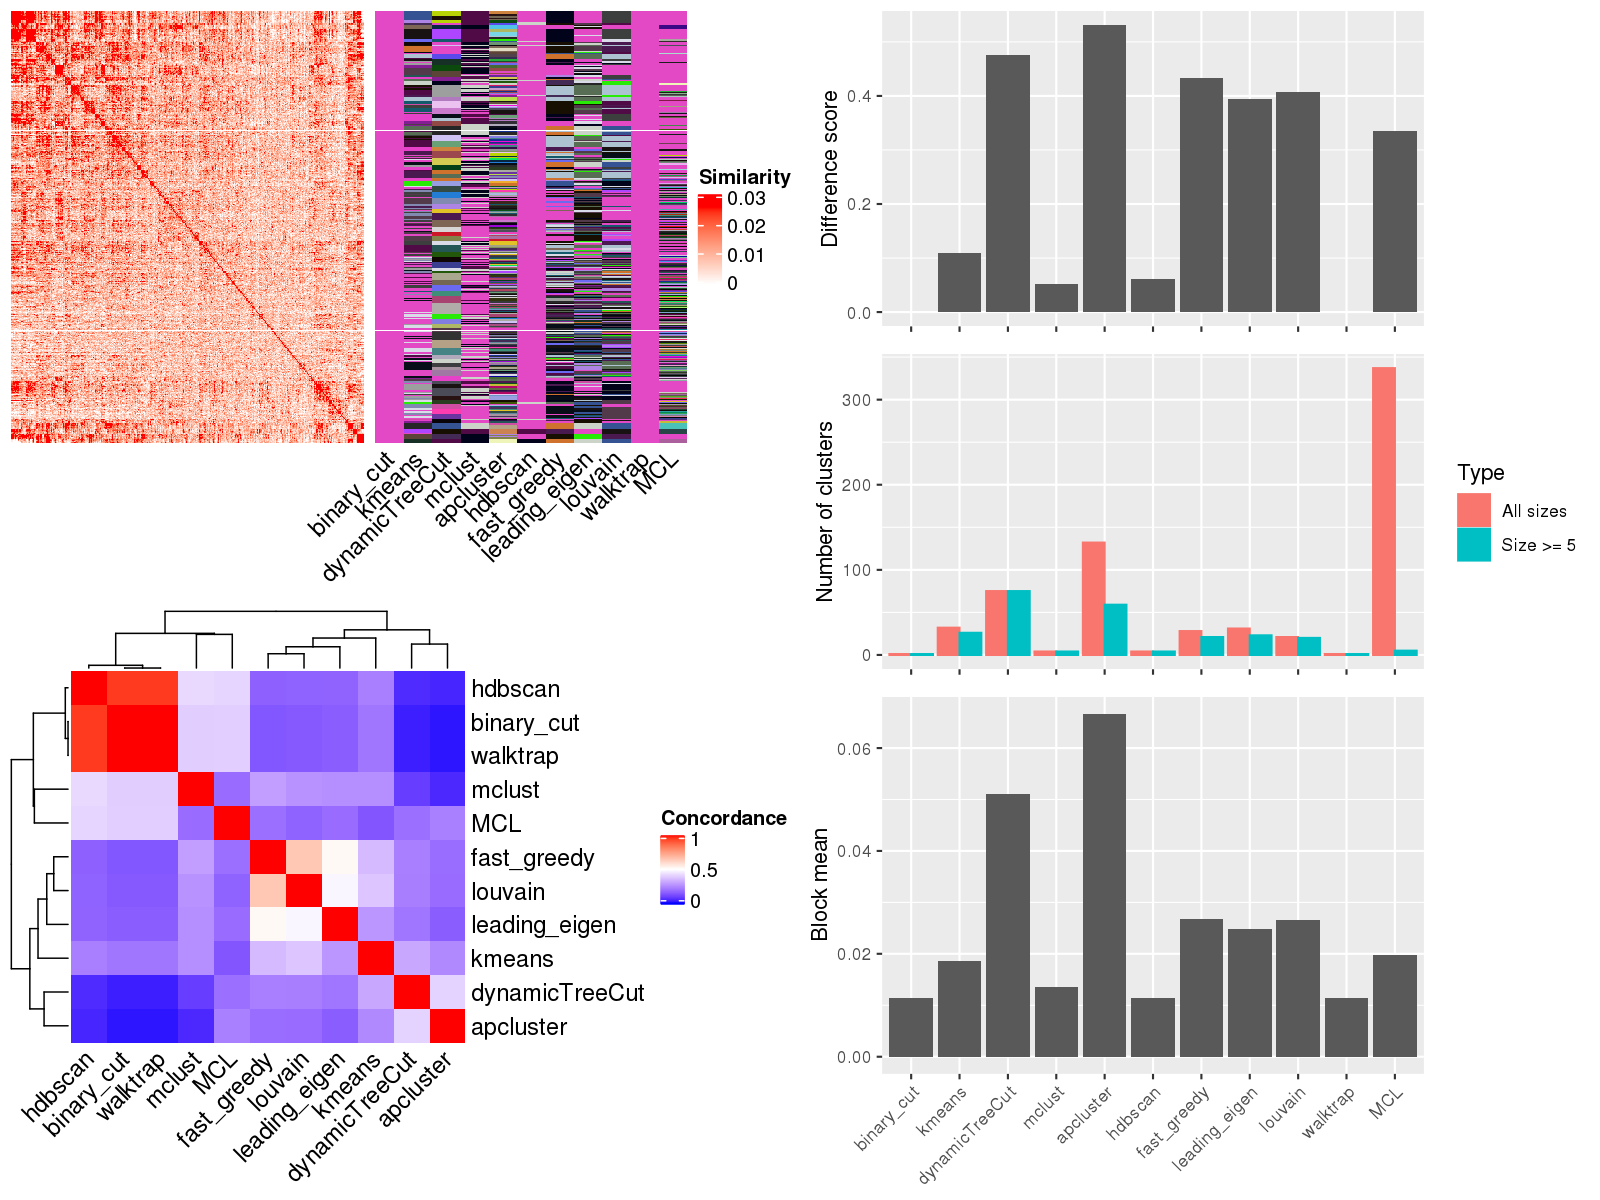 Similarity
0.03
0.02
0.01
0
binary_cut
kmeans
dynamicTreeCut
mclust
apcluster
hdbscan
fast_greedy
leading_eigen
louvain
walktrap
MCL
hdbscan
binary_cut
walktrap
mclust
MCL
fast_greedy
louvain
leading_eigen
kmeans
dynamicTreeCut
apcluster
hdbscan
binary_cut
walktrap
mclust
MCL
fast_greedy
louvain
leading_eigen
kmeans
dynamicTreeCut
apcluster
Concordance
1
0.5
0
Difference score
0.4
0.2
0.0
Number of clusters
300
200
100
0
Type
All sizes
Size >= 5
Block mean
0.06
0.04
0.02
0.00
binary_cut
kmeans
dynamicTreeCut
mclust
apcluster
hdbscan
fast_greedy
leading_eigen
louvain
walktrap
MCL